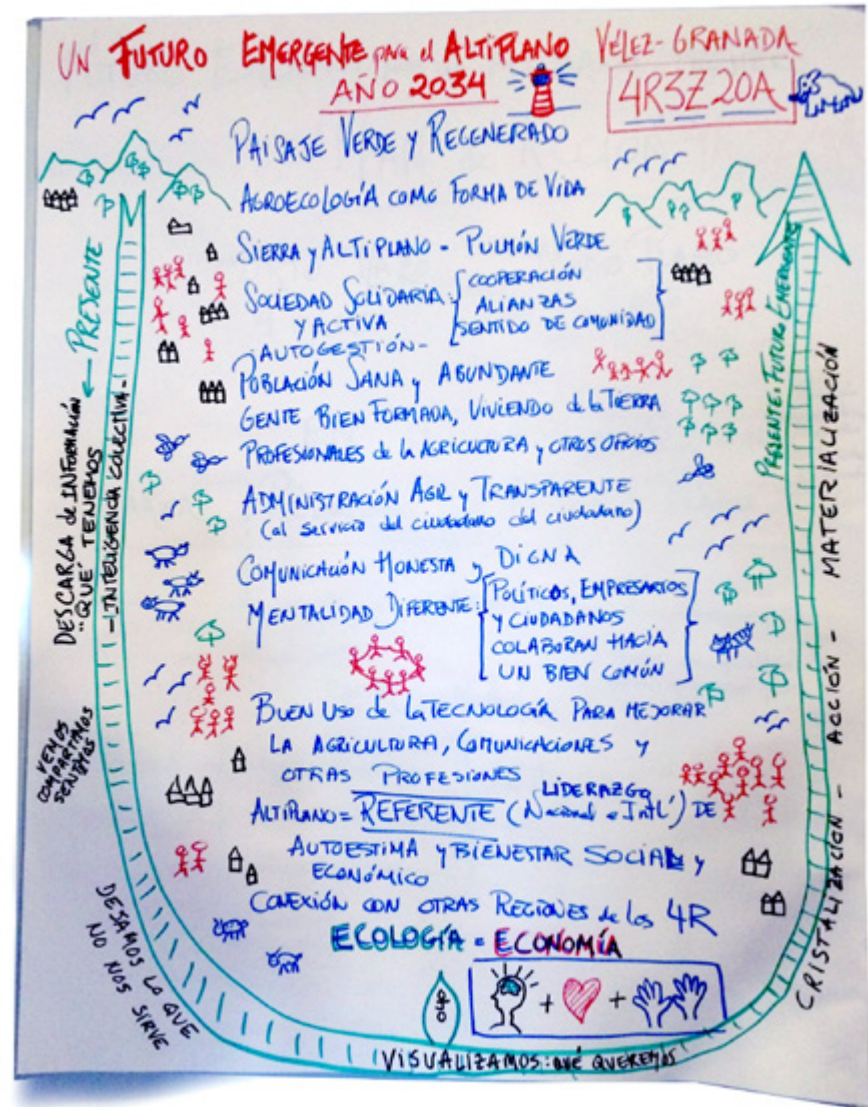 UN FUTURO EMERGENTE para el ALTIPLANO VÉLEZ-GRANADA
AÑO 2034
4R3Z20A
PAISAJE VERDE Y REGENERADO
AGROECOLOGÍA COMO FORMA DE VIDA
SIERRA y ALTIPLANO - PULMÓN VERDE
SOCIEDAD SOLIDARIA: COOPERACIÓN
Y ACTIVA ALIANZAS
SENTIDO DE COMUNIDAD
AUTOGESTIÓN-
POBLACIÓN SANA y ABUNDANTE
GENTE BIEN FORMADA, VIVIENDO de la TIERRA
PROFESIONALES de la AGRICULTURA y OTROS OFICIOS
ADMINISTRACIÓN AGIL y TRANSPARENTE
(al servicio del ciudadano del ciudadano)
COMUNICACIÓN HONESTA y DIGNA
MENTALIDAD DIFERENTE: POLÍTICOS, EMPRESARIOS
Y CIUDADANOS
COLABORAN HACIA
UN BIEN COMÚN
BUEN USO de la TECNOLOGÍA PARA MEJORAR
LA AGRICULTURA, COMUNICACIONES y
OTRAS PROFESIONES
LIDERAZGO
ALTIPLANO = REFERENTE (Nacional e Intl') DE
AUTOESTIMA y BIENESTAR SOCIAL y
ECONÓMICO
CONEXIÓN CON OTRAS REGIONES de los 4R
ECOLOGÍA = ECONOMÍA
+ +
PRESENTE
DESCARGA de INFORMACIÓN
"QUÉ TENEMOS
- INTELIGENCIA COLECTIVA -
VEMOS
COMPARTIMOS
SENTIMOS
DEJAMOS LO QUE
NO NOS SIRVE
VISUALIZAMOS: QUÉ QUEREMOS
CRISTALIZACIÓN - ACCIÓN - MATERIALIZACIÓN
PRESENTE: FUTURO EMERGENTE